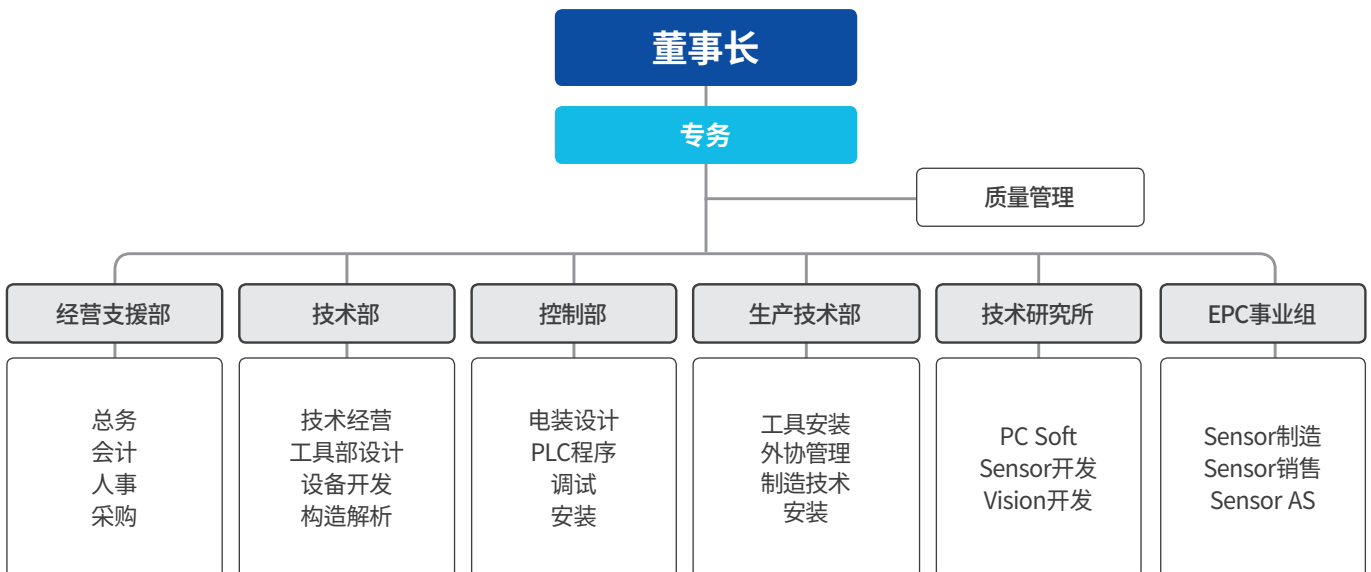 董事长
专务
质量管理
经营支援部
技术部
控制部
生产技术部
技术研究所
EPC事业组
总务
会计
人事
采购
技术经营
工具部设计
设备开发
构造解析
电装设计
PLC程序
调试
安装
工具安装
外协管理
制造技术
安装
PC Soft
Sensor开发
Vision开发
Sensor制造
Sensor销售
Sensor AS